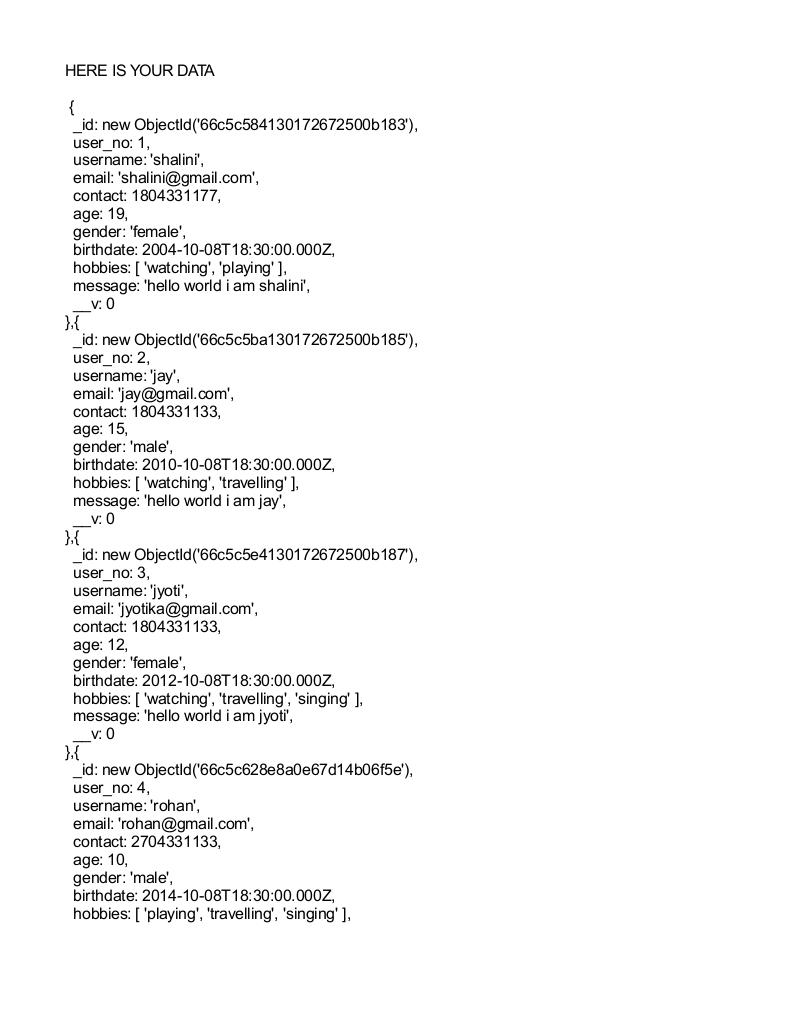 HERE IS YOUR DATA
{
_id: new ObjectId('66c5c584130172672500b183'),
user_no: 1,
username: 'shalini',
email: 'shalini@gmail.com',
contact: 1804331177,
age: 19,
gender: 'female',
birthdate: 2004-10-08T18:30:00.000Z,
hobbies: [ 'watching', 'playing' ],
message: 'hello world i am shalini',
__v: 0
},{
_id: new ObjectId('66c5c5ba130172672500b185'),
user_no: 2,
username: 'jay',
email: 'jay@gmail.com',
contact: 1804331133,
age: 15,
gender: 'male',
birthdate: 2010-10-08T18:30:00.000Z,
hobbies: [ 'watching', 'travelling' ],
message: 'hello world i am jay',
__v: 0
},{
_id: new ObjectId('66c5c5e4130172672500b187'),
user_no: 3,
username: 'jyoti',
email: 'jyotika@gmail.com',
contact: 1804331133,
age: 12,
gender: 'female',
birthdate: 2012-10-08T18:30:00.000Z,
hobbies: [ 'watching', 'travelling', 'singing' ],
message: 'hello world i am jyoti',
__v: 0
},{
_id: new ObjectId('66c5c628e8a0e67d14b06f5e'),
user_no: 4,
username: 'rohan',
email: 'rohan@gmail.com',
contact: 2704331133,
age: 10,
gender: 'male',
birthdate: 2014-10-08T18:30:00.000Z,
hobbies: [ 'playing', 'travelling', 'singing' ],